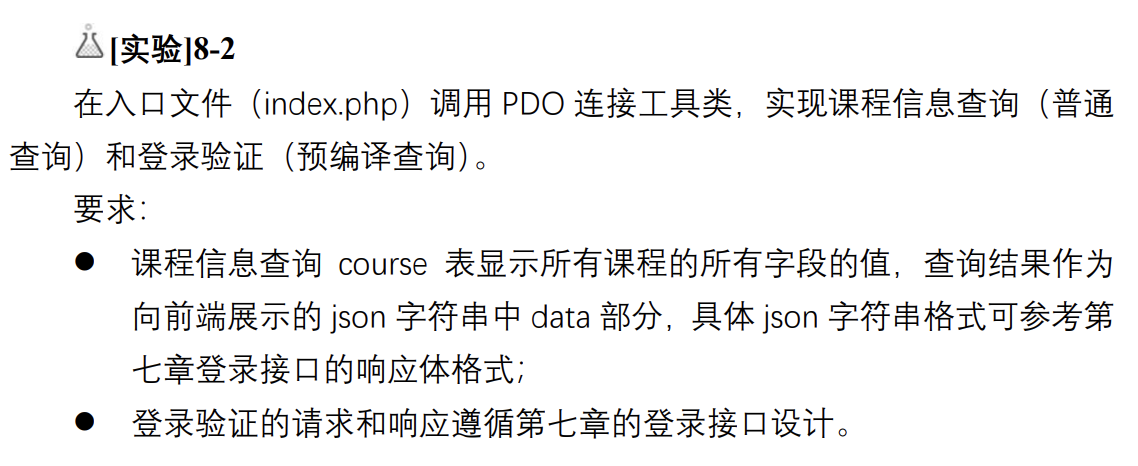 [实验]8-2
在入口文件（index.php）调用 PDO 连接工具类，实现课程信息查询（普通
查询）和登录验证（预编译查询）。
要求：
● 课程信息查询 course 表显示所有课程的所有字段的值，查询结果作为
向前端展示的 json 字符串中 data 部分，具体 json 字符串格式可参考第
七章登录接口的响应体格式；
● 登录验证的请求和响应遵循第七章的登录接口设计。